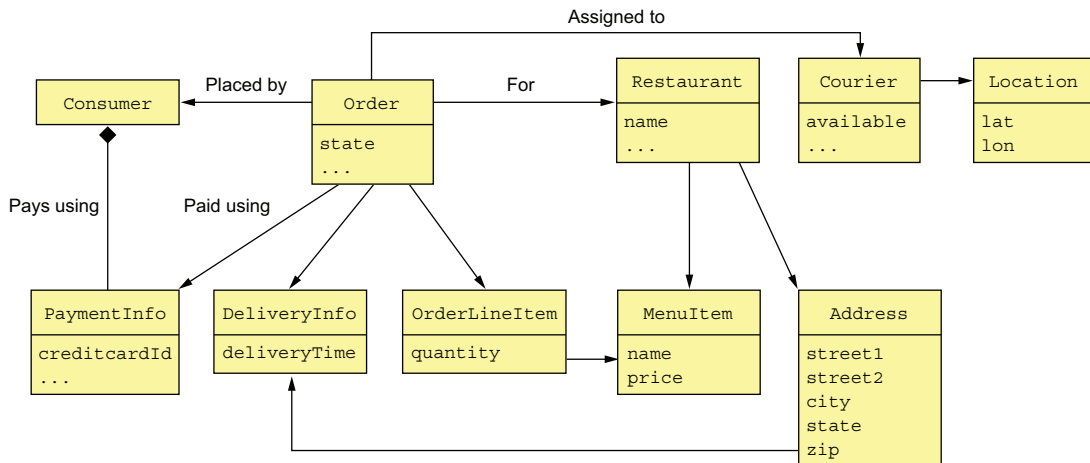 Assigned to
Consumer
Placed by
Order
state
...
For
Restaurant
name
...
Courier
available
...
Location
lat
lon
Pays using
Paid using
PaymentInfo
creditcardId
...
DeliveryInfo
deliveryTime
OrderLineItem
quantity
MenuItem
name
price
Address
street1
street2
city
state
zip